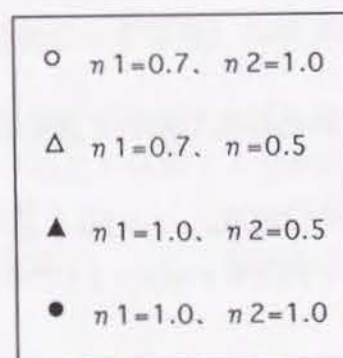 ○ η1=0.7、 η2=1.0
△ η1=0.7、 η=0.5
▲ η1=1.0、 η2=0.5
● η1=1.0、 η2=1.0